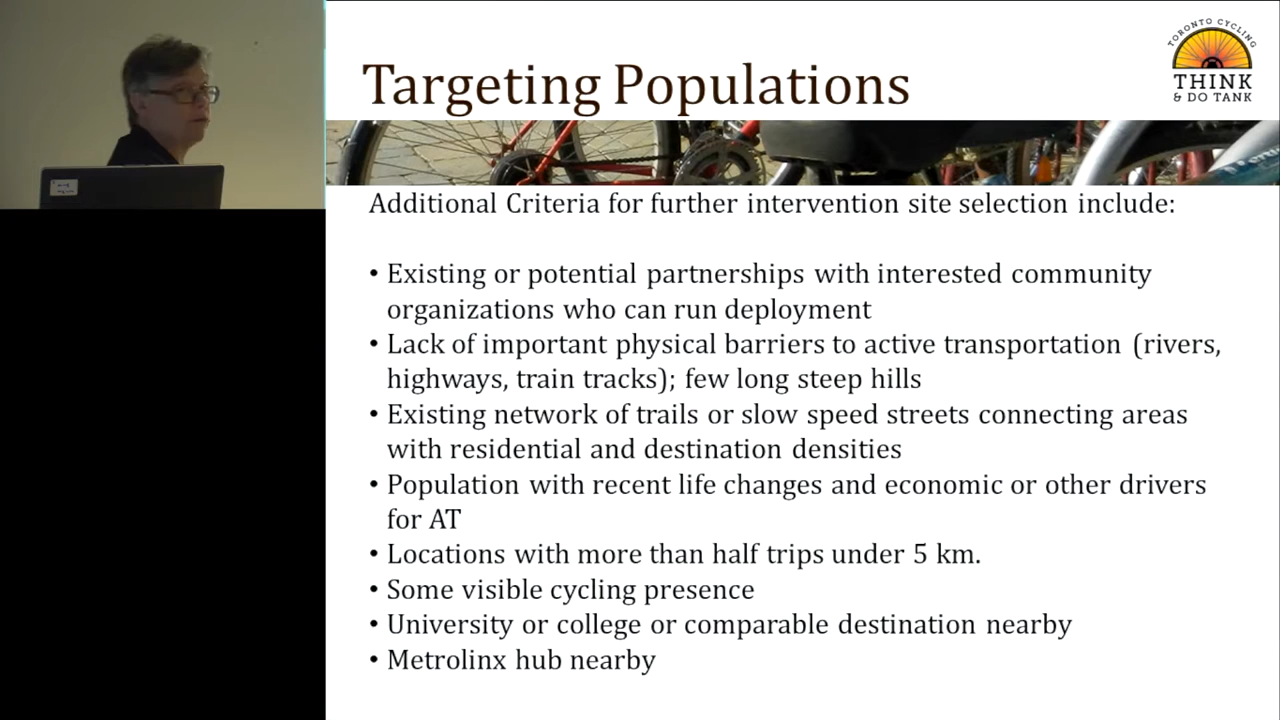 Targeting Populations
TORONTO CYCLING
THINK
& DO TANK
Additional Criteria for further intervention site selection include:
• Existing or potential partnerships with interested community
organizations who can run deployment
• Lack of important physical barriers to active transportation (rivers,
highways, train tracks); few long steep hills
• Existing network of trails or slow speed streets connecting areas
with residential and destination densities
• Population with recent life changes and economic or other drivers
for AT
• Locations with more than half trips under 5 km.
• Some visible cycling presence
• University or college or comparable destination nearby
• Metrolinx hub nearby